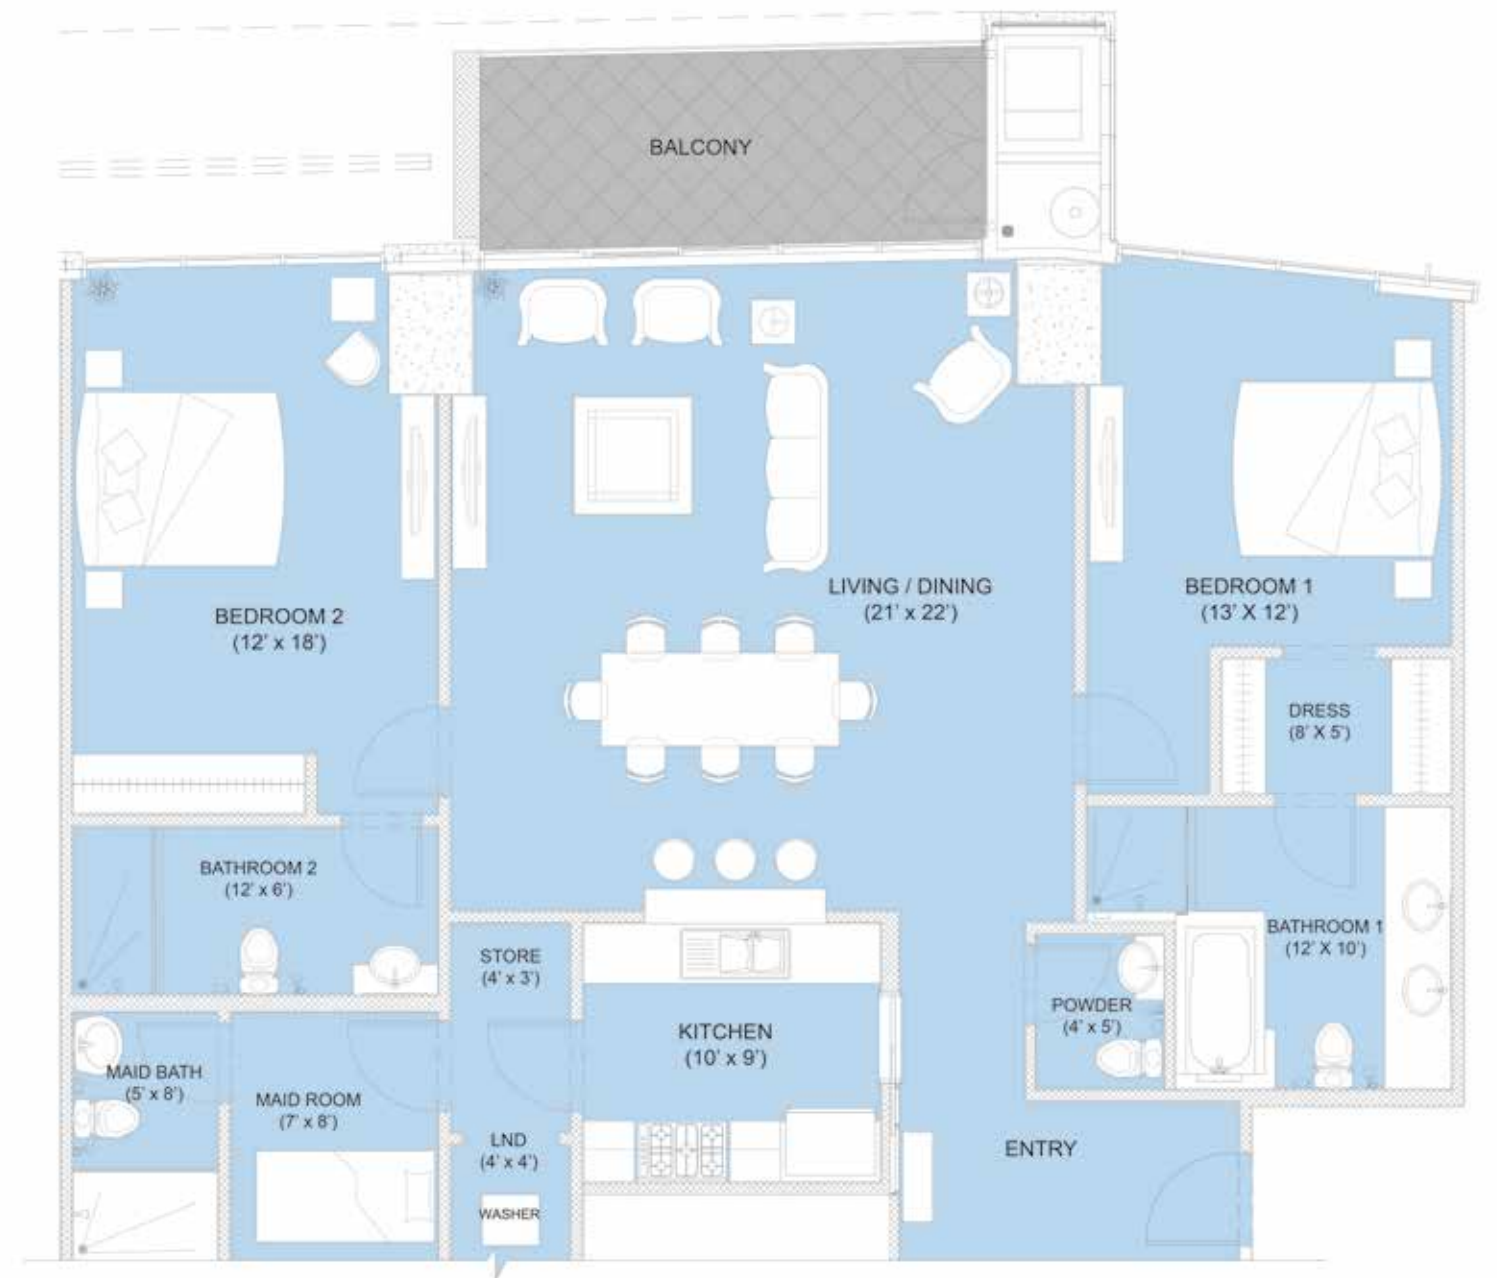 BALCONY
LIVING / DINING
(21' x 22')
BEDROOM 1
(13' X 12')
BEDROOM 2
(12' x 18')
DRESS
(8' X 5')
BATHROOM 2
(12' x 6')
BATHROOM 1
(12' X 10')
STORE
(4' x 3')
POWDER
(4' x 5')
KITCHEN
(10' x 9')
MAID BATH
(5' x 8')
MAID ROOM
(7' x 8')
LND
(4' x 4')
ENTRY
WASHER